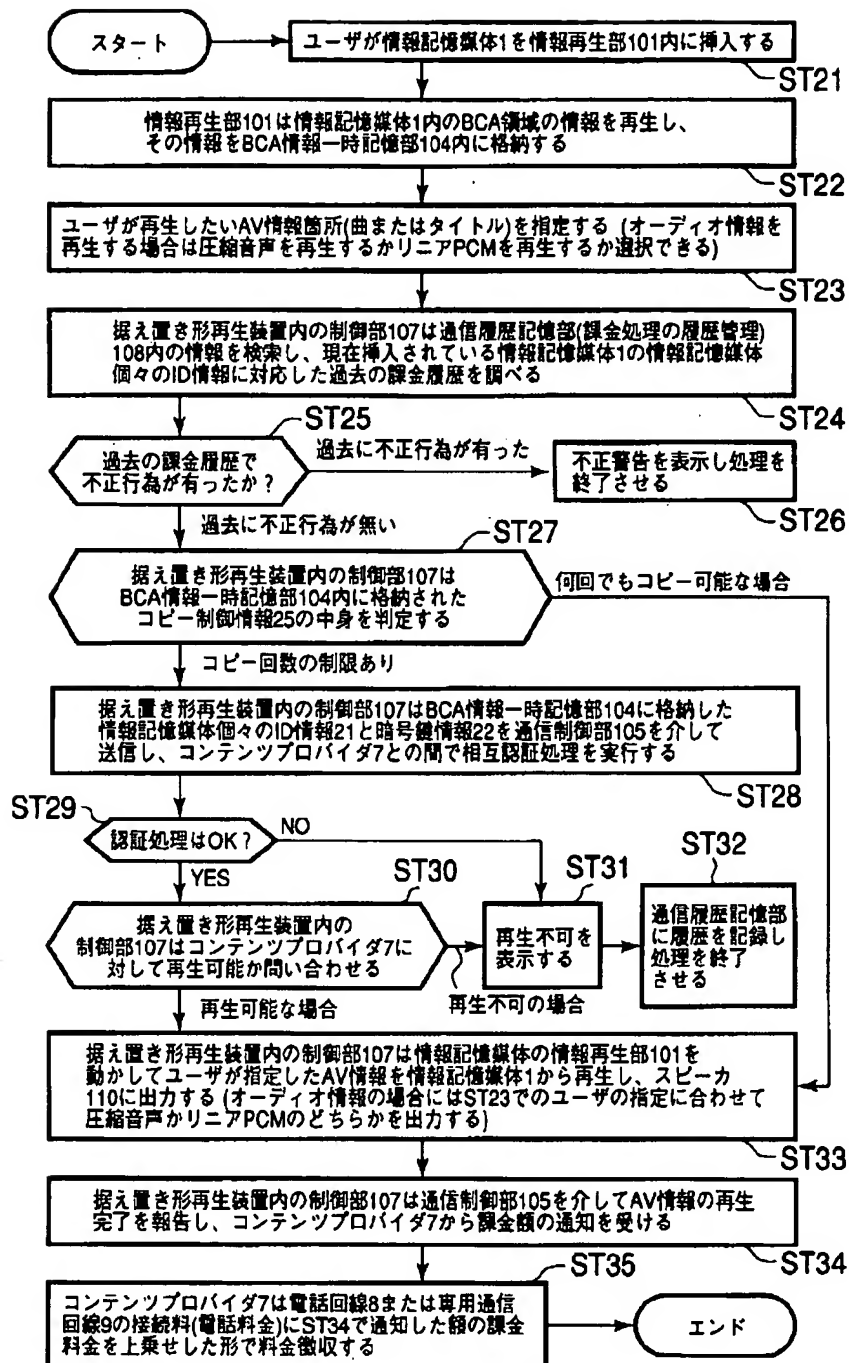 スタート
ユーザが情報記憶媒体1を情報再生部101内に挿入する
ST21
情報再生部101は情報記憶媒体1内のBCA領域の情報を再生し、
その情報をBCA情報一時記憶部104内に格納する
ST22
ユーザが再生したいAV情報箇所(曲またはタイトル)を指定する (オーディオ情報を
再生する場合は圧縮音声を再生するかリニアPCMを再生するか選択できる)
ST23
据え置き形再生装置内の制御部107は通信履歴記憶部(課金処理の履歴管理)
108内の情報を検索し、現在挿入されている情報記憶媒体1の情報記憶媒体
個々のID情報に対応した過去の課金履歴を調べる
ST24
ST25
過去の課金履歴で
不正行為が有ったか?
過去に不正行為が有った
不正警告を表示し処理を
終了させる
ST26
過去に不正行為が無い
ST27
据え置き形再生装置内の制御部107は
BCA情報一時記憶部104内に格納された
コピー制御情報25の中身を判定する
何回でもコピー可能な場合
コピー回数の制限あり
据え置き形再生装置内の制御部107はBCA情報一時記憶部104に格納した
情報記憶媒体個々のID情報21と暗号鍵情報22を通信制御部105を介して
送信し、コンテンツプロバイダ7との間で相互認証処理を実行する
ST28
ST29
認証処理はOK?
NO
YES
ST30
据え置き形再生装置内の
制御部107はコンテンツプロバイダ7に
対して再生可能か問い合わせる
ST31
再生不可を
表示する
ST32
通信履歴記憶部
に履歴を記録し
処理を終了
させる
再生可能な場合
再生不可の場合
据え置き形再生装置内の制御部107は情報記憶媒体の情報再生部101を
動かしてユーザが指定したAV情報を情報記憶媒体1から再生し、スピーカ
110に出力する (オーディオ情報の場合にはST23でのユーザの指定に合わせて
圧縮音声かリニアPCMのどちらかを出力する)
ST33
据え置き形再生装置内の制御部107は通信制御部105を介してAV情報の再生
完了を報告し、コンテンツプロバイダ7から課金額の通知を受ける
ST34
ST35
コンテンツプロバイダ7は電話回線8または専用通信
回線9の接続料(電話料金)にST34で通知した額の課金
料金を上乗せした形で料金徴収する
エンド